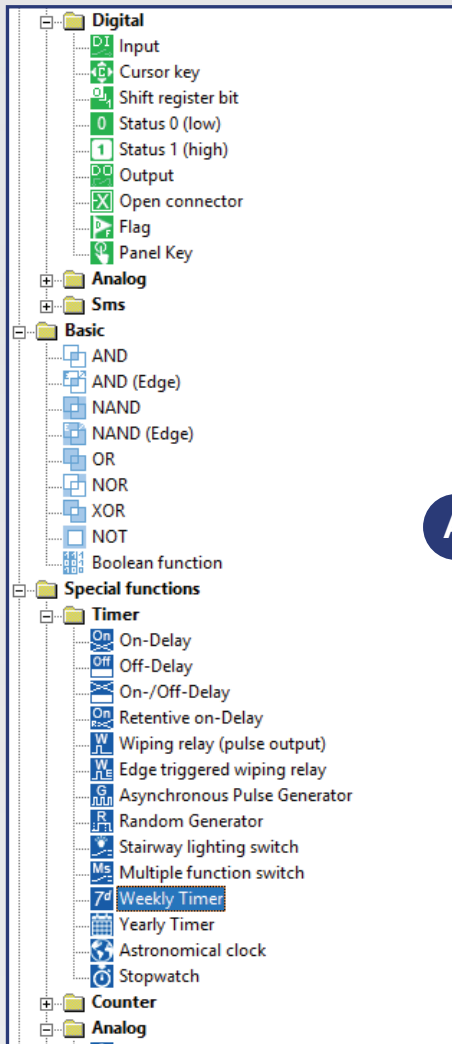 Digital
Input
Cursor key
Shift register bit
Status 0 (low)
Status 1 (high)
Output
Open connector
Flag
Panel Key
Analog
Sms
Basic
AND
AND (Edge)
NAND
NAND (Edge)
OR
NOR
XOR
NOT
Boolean function
Special functions
Timer
On-Delay
Off-Delay
On-/Off-Delay
Retentive on-Delay
Wiping relay (pulse output)
Edge triggered wiping relay
Asynchronous Pulse Generator
Random Generator
Stairway lighting switch
Multiple function switch
Weekly Timer
Yearly Timer
Astronomical clock
Stopwatch
Counter
Analog